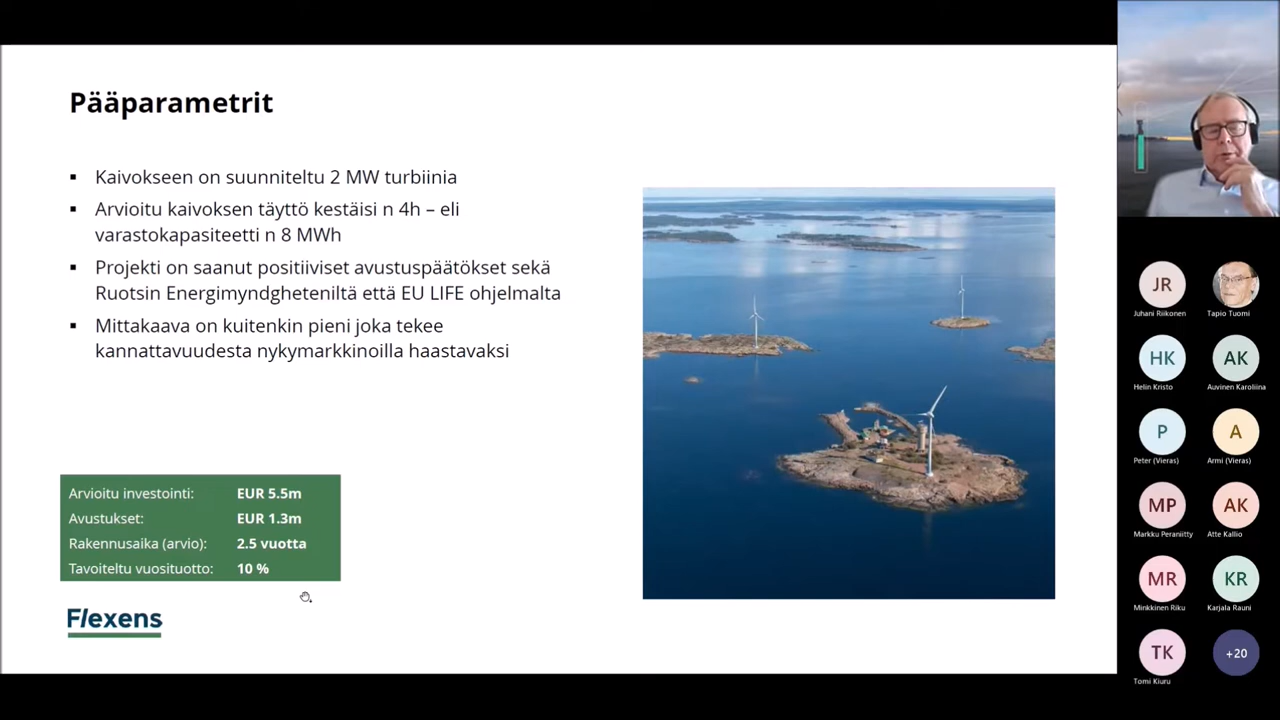 Pääparametrit
▪ Kaivokseen on suunniteltu 2 MW turbiinia
▪ Arvioitu kaivoksen täyttö kestäisi n 4h – eli
varastokapasiteetti n 8 MWh
▪ Projekti on saanut positiiviset avustuspäätökset sekä
Ruotsin Energimyndgheteniltä että EU LIFE ohjelmalta
▪ Mittakaava on kuitenkin pieni joka tekee
kannattavuudesta nykymarkkinoilla haastavaksi
Arvioitu investointi: EUR 5.5m
Avustukset: EUR 1.3m
Rakennusaika (arvio): 2.5 vuotta
Tavoiteltu vuosituotto: 10 %
Flexens
JR
Juhani Riikonen
Tapio Tuomi
HK
Helin Kristo
AK
Auvinen Karoliina
P
Peter (Vieras)
A
Armi (Vieras)
MP
Markku Peraniitty
AK
Atte Kallio
MR
Minkkinen Riku
KR
Karjala Rauni
TK
Tomi Kiuru
+20